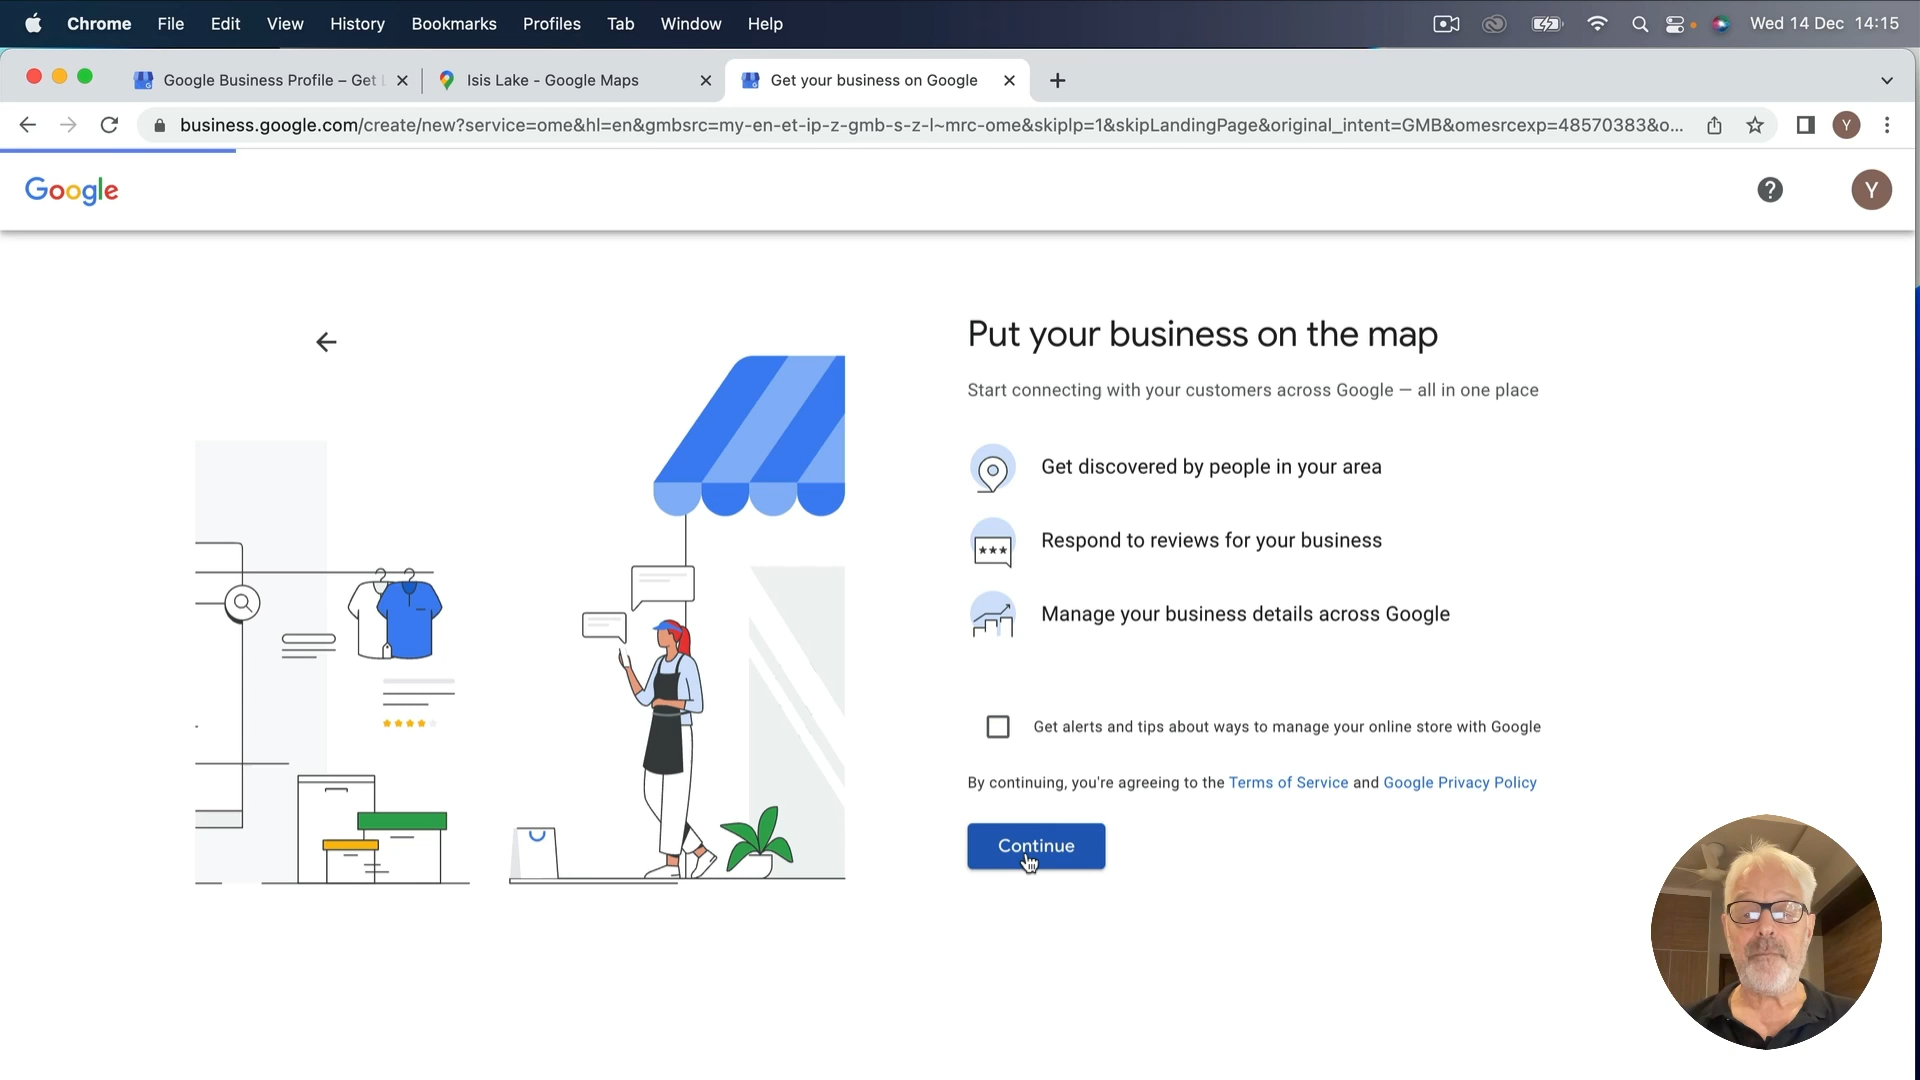 Chrome File Edit View History Bookmarks Profiles Tab Window Help Wed 14 Dec 14:15
Google Business Profile – Get Isis Lake - Google Maps Get your business on Google
business.google.com/create/new?service=ome&hl=en&gmbsrc=my-en-et-ip-z-gmb-s-z-l~mrc-ome&skiplp=1&skipLandingPage&original_intent=GMB&omesrcexp=48570383&o... Y
Google Y
Put your business on the map
Start connecting with your customers across Google — all in one place
Get discovered by people in your area
Respond to reviews for your business
Manage your business details across Google
Get alerts and tips about ways to manage your online store with Google
By continuing, you're agreeing to the Terms of Service and Google Privacy Policy
Continue